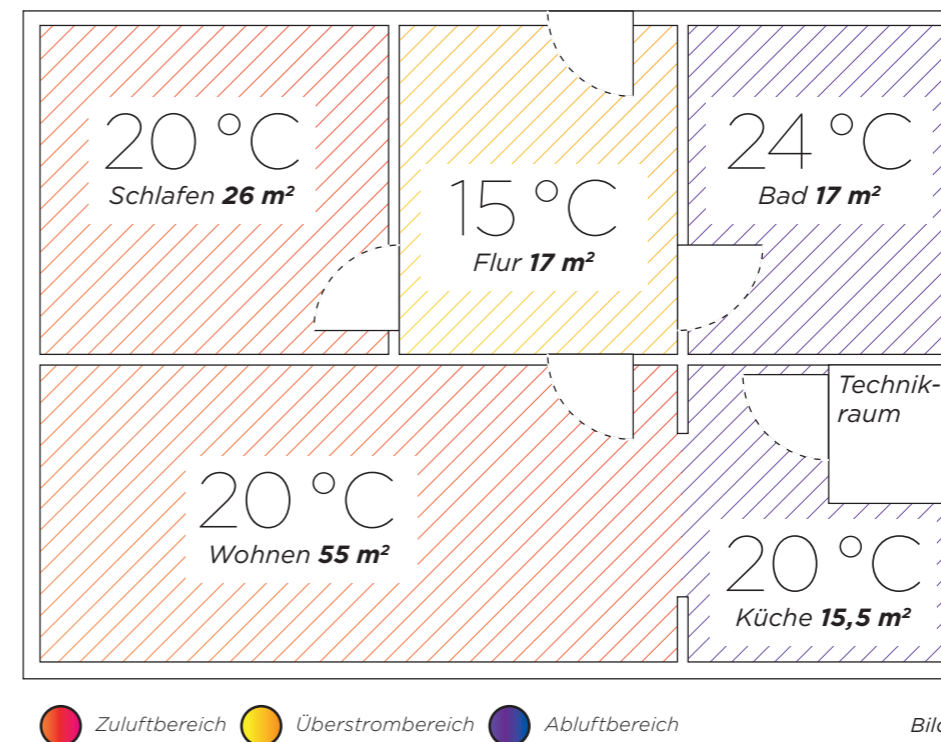 20 °C
Schlafen 26 m²
15 °C
Flur 17 m²
24 °C
Bad 17 m²
Technik-
raum
20 °C
Wohnen 55 m²
20 °C
Küche 15,5 m²
Zuluftbereich Überstrombereich Abluftbereich